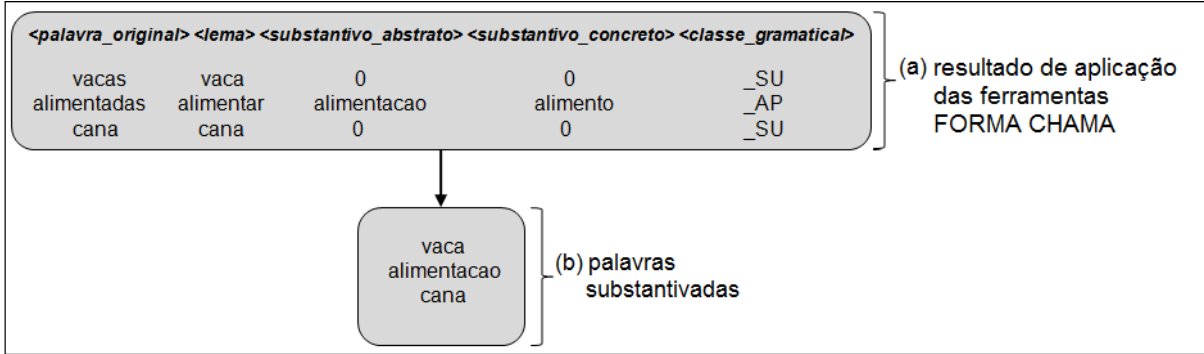 <palavra_original> <lema> <substantivo_abstrato> <substantivo_concreto> <classe_gramatical>
vacas vaca 0 0 _SU
alimentadas alimentar alimentacao alimento _AP
cana cana 0 0 _SU
(a) resultado de aplicação
das ferramentas
FORMA CHAMA
vaca
alimentacao
cana
(b) palavras
substantivadas